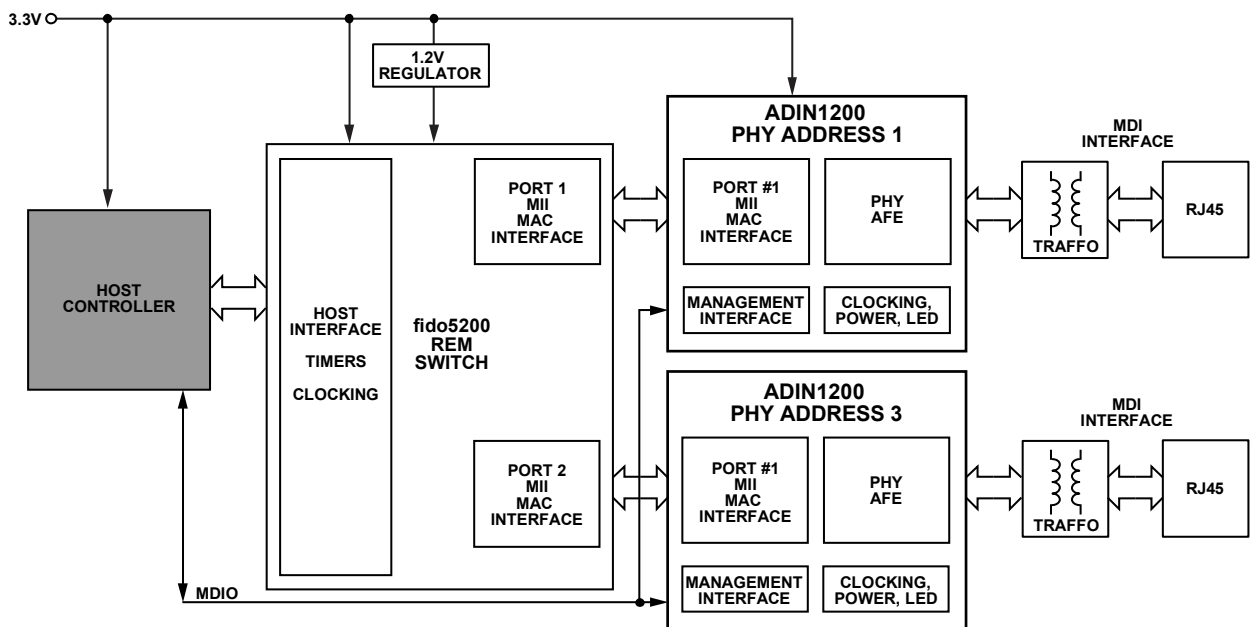 3.3V
1.2V
REGULATOR
HOST
CONTROLLER
HOST
INTERFACE
TIMERS
CLOCKING
fido5200
REM
SWITCH
PORT 1
MII
MAC
INTERFACE
PORT 2
MII
MAC
INTERFACE
MDIO
ADIN1200
PHY ADDRESS 1
PORT #1
MII
MAC
INTERFACE
PHY
AFE
MANAGEMENT
INTERFACE
CLOCKING,
POWER, LED
MDI
INTERFACE
TRAFFO
RJ45
ADIN1200
PHY ADDRESS 3
PORT #1
MII
MAC
INTERFACE
PHY
AFE
MANAGEMENT
INTERFACE
CLOCKING,
POWER, LED
MDI
INTERFACE
TRAFFO
RJ45